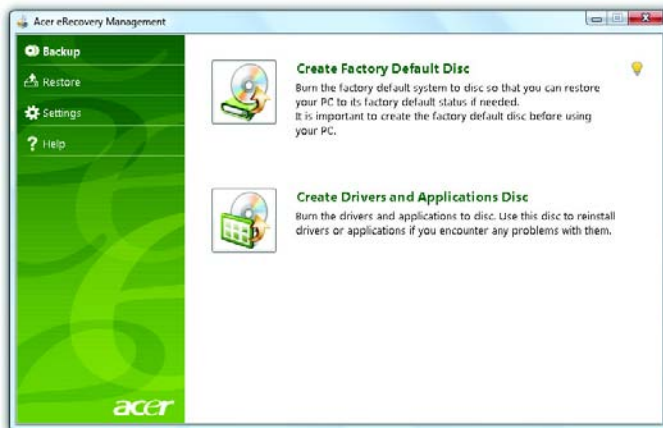 Acer eRecovery Management
Backup
Restore
Settings
? Help
Create Factory Default Disc
Burn the factory default system to disc so that you can restore
your PC to its factory default status if needed.
It is important to create the factory default disc before using
your PC.
Create Drivers and Applications Disc
Burn the drivers and applications to disc. Use this disc to reinstall
drivers or applications if you encounter any problems with them.
acer